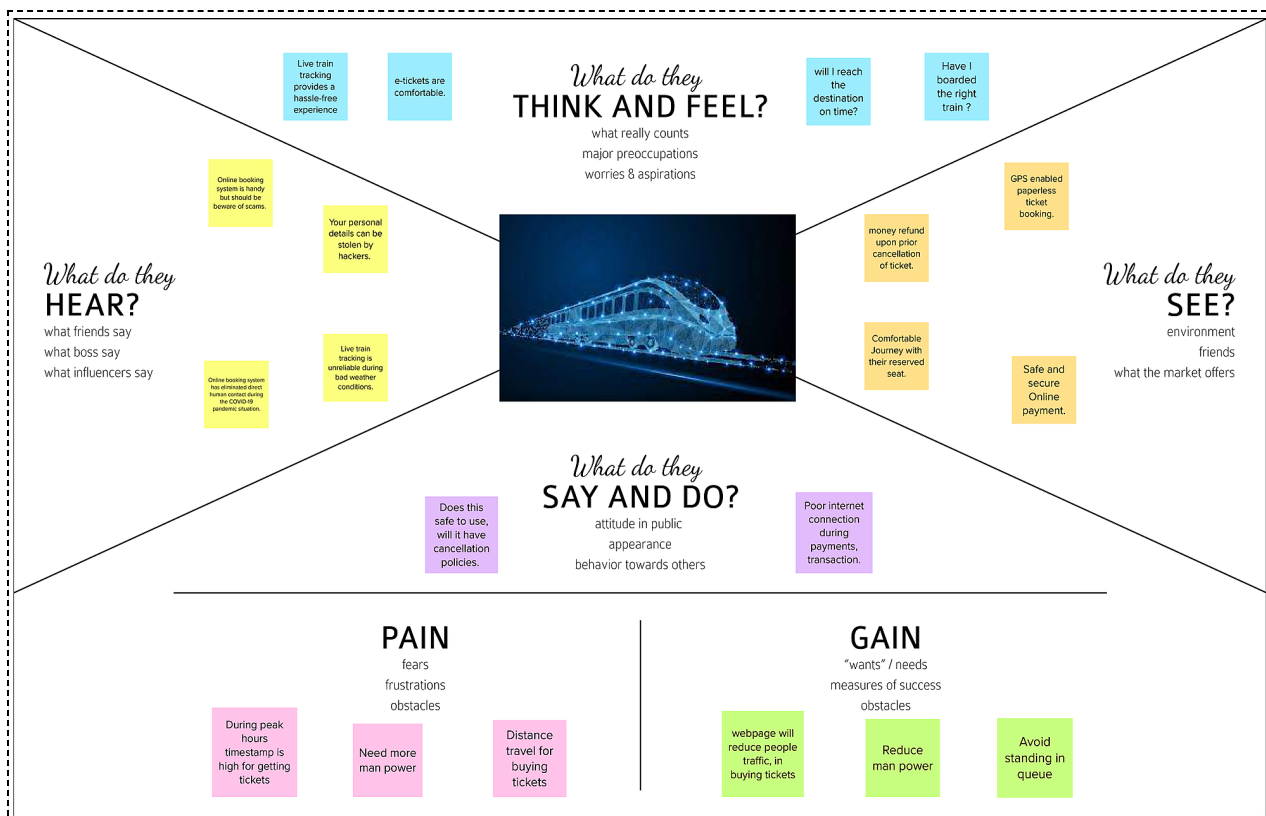 Live train
tracking
provides a
hassle-free
experience
e-tickets are
comfortable.
What do they
THINK AND FEEL?
what really counts
major preoccupations
worries & aspirations
will I reach
the
destination
on time?
Have I
boarded
the right
train ?
Online booking
system is handy
but should be
beware of scams.
Your personal
details can be
stolen by
hackers.
What do they
HEAR?
what friends say
what boss say
what influencers say
Online booking system
has eliminated direct
human contact during
the COVID-19
pandemic situation.
Live train
tracking is
unreliable during
bad weather
conditions.
money refund
upon prior
cancellation
of ticket.
GPS enabled
paperless
ticket
booking.
What do they
SEE?
environment
friends
what the market offers
Comfortable
Journey with
their reserved
seat.
Safe and
secure
Online
payment.
What do they
SAY AND DO?
attitude in public
appearance
behavior towards others
Does this
safe to use,
will it have
cancellation
policies.
Poor internet
connection
during
payments,
transaction.
PAIN
fears
frustrations
obstacles
During peak
hours
timestamp is
high for getting
tickets
Need more
man power
Distance
travel for
buying
tickets
GAIN
“wants” / needs
measures of success
obstacles
webpage will
reduce people
traffic, in
buying tickets
Reduce
man power
Avoid
standing in
queue